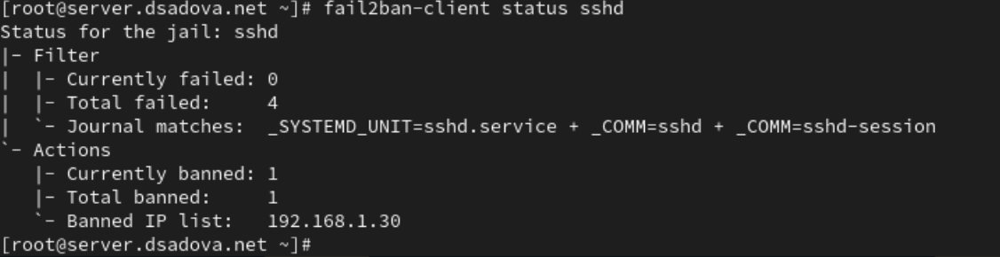 [root@server.dsadova.net ~]# fail2ban-client status sshd
Status for the jail: sshd
|- Filter
|  |- Currently failed: 0
|  |- Total failed:     4
|  `- Journal matches:  _SYSTEMD_UNIT=sshd.service + _COMM=sshd + _COMM=sshd-session
`- Actions
   |- Currently banned: 1
   |- Total banned:     1
   `- Banned IP list:   192.168.1.30
[root@server.dsadova.net ~]#